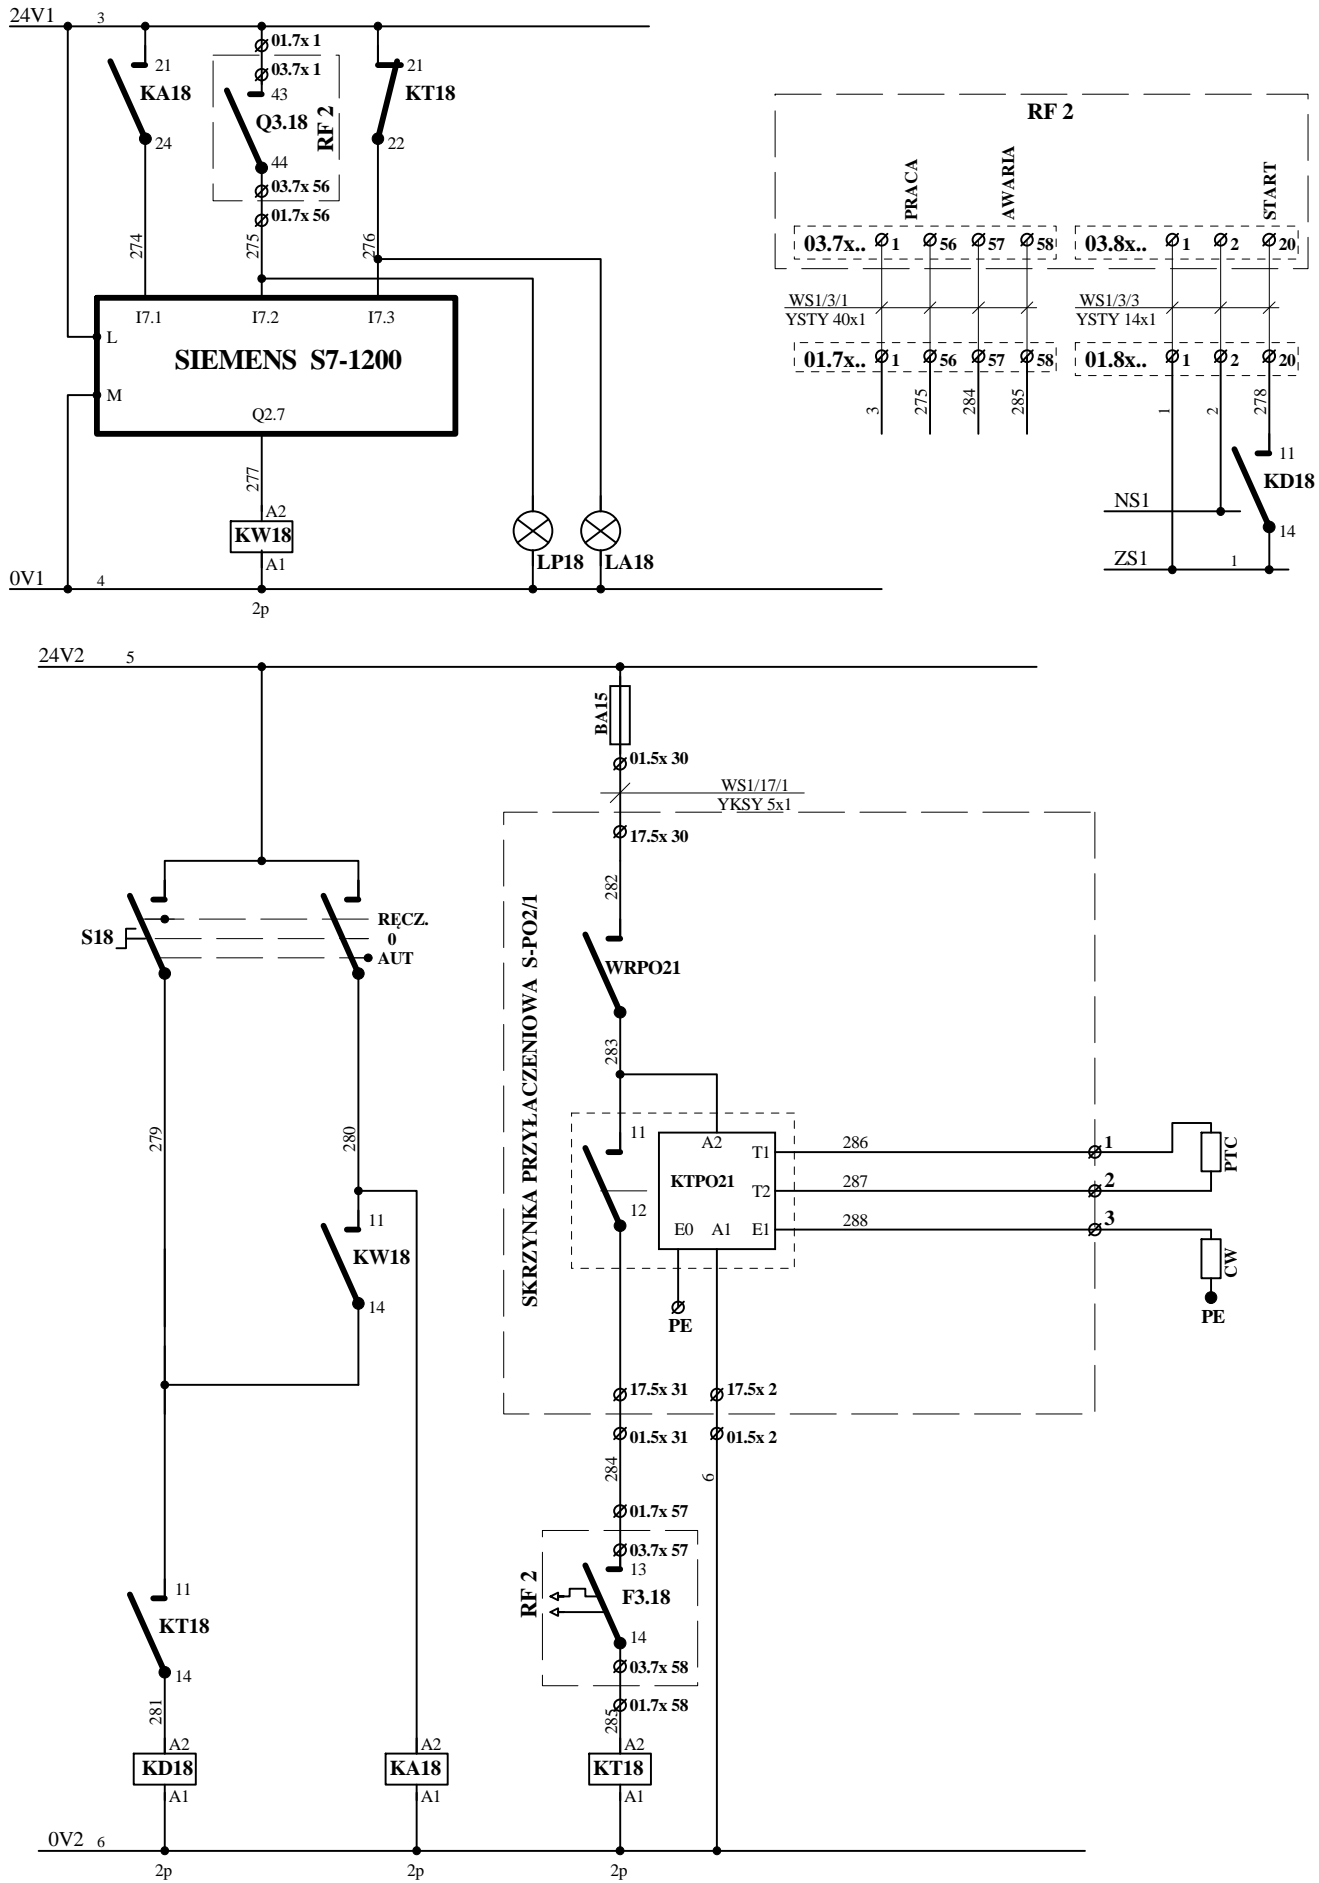 24V1 3
01.7x 1
21
KA18
24
03.7x 1
43
Q3.18
RF 2
44
03.7x 56
01.7x 56
21
KT18
22
274
275
276
I7.1
I7.2
I7.3
L
SIEMENS S7-1200
M
Q2.7
277
A2
KW18
A1
LP18
LA18
0V1 4
2p
RF 2
PRACA
AWARIA
START
03.7x.. 1 56 57 58
03.8x.. 1 2 20
WS1/3/1
YSTY 40x1
WS1/3/3
YSTY 14x1
01.7x.. 1 56 57 58
01.8x.. 1 2 20
3
275
284
285
1
2
278
11
KD18
14
NS1
ZS1 1
24V2 5
BA15
01.5x 30
WS1/17/1
YKSY 5x1
17.5x 30
282
SKRZYNKA PRZYŁACZENIOWA S-PO2/1
S18
RĘCZ.
0
AUT
WRPO21
283
279
280
11
12
A2
T1
KTPO21
T2
E0
A1
E1
PE
286
287
288
1
2
3
PTC
CW
PE
11
KW18
14
17.5x 31
17.5x 2
01.5x 31
01.5x 2
284
6
01.7x 57
03.7x 57
RF 2
13
F3.18
14
03.7x 58
01.7x 58
285
11
KT18
14
281
A2
KD18
A1
A2
KA18
A1
A2
KT18
A1
0V2 6
2p
2p
2p